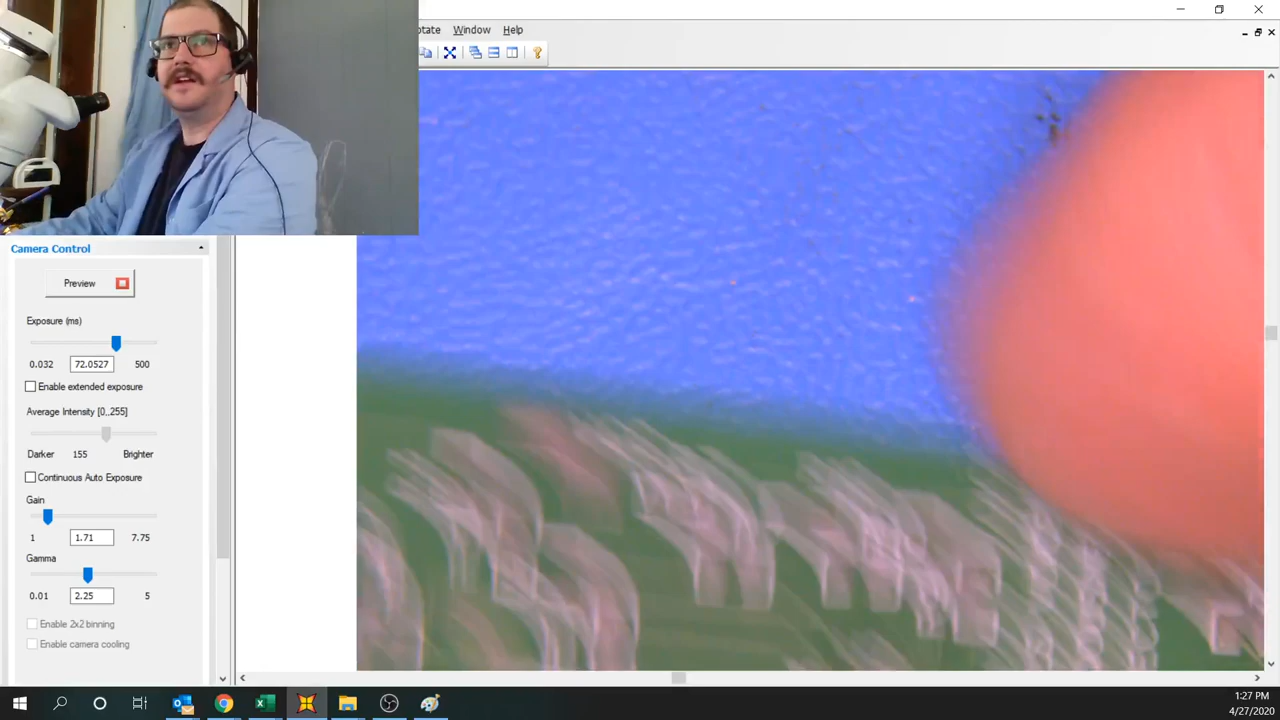 Window Help
Camera Control
Preview
Exposure (ms)
0.032 72.0527 500
Enable extended exposure
Average Intensity [0,.255]
Darker 155 Brighter
Continuous Auto Exposure
Gain
1 1.71 7.75
Gamma
0.01 2.25 5
Enable 2x2 binning
Enable camera cooling
1:27 PM
4/27/2020